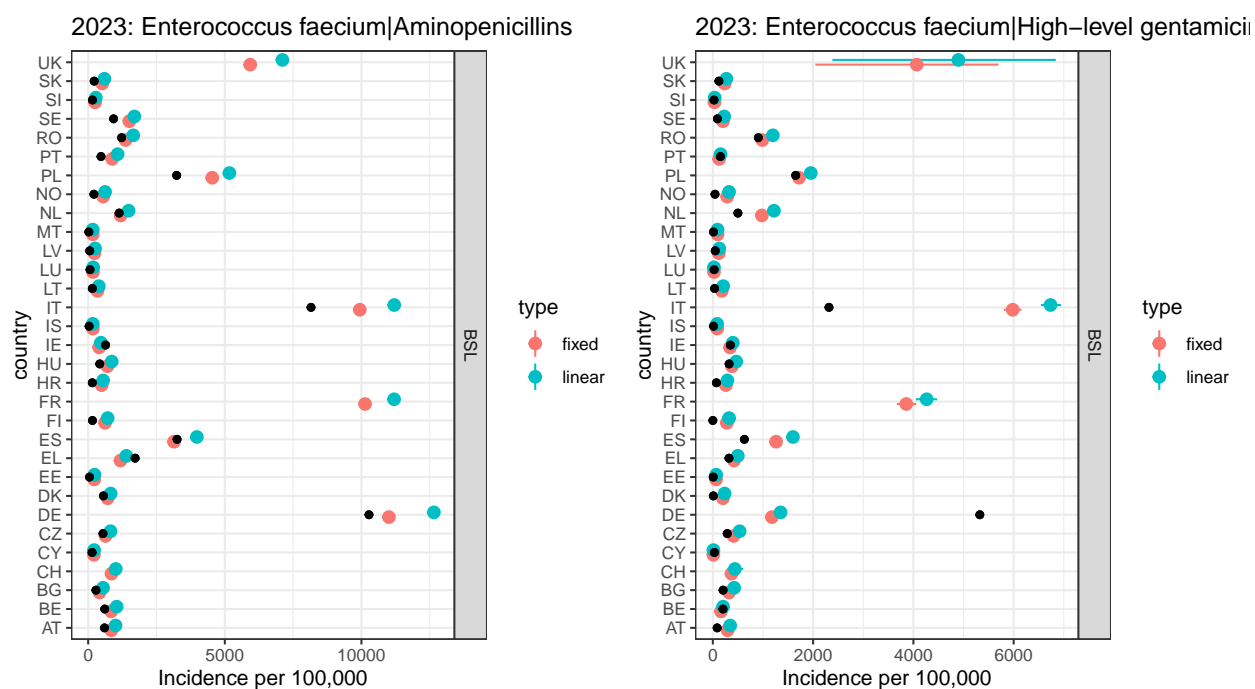 2023: Enterococcus faecium|Aminopenicillins
UK
SK
SI
SE
RO
PT
PL
NO
NL
MT
LV
LU
LT
IT
IS
IE
HU
HR
FR
FI
ES
EL
EE
DK
DE
CZ
CY
CH
BG
BE
AT
country
BSL
0
5000
10000
Incidence per 100,000
type
fixed
linear
2023: Enterococcus faecium|High−level gentamicin
UK
SK
SI
SE
RO
PT
PL
NO
NL
MT
LV
LU
LT
IT
IS
IE
HU
HR
FR
FI
ES
EL
EE
DK
DE
CZ
CY
CH
BG
BE
AT
country
BSL
0
2000
4000
6000
Incidence per 100,000
type
fixed
linear